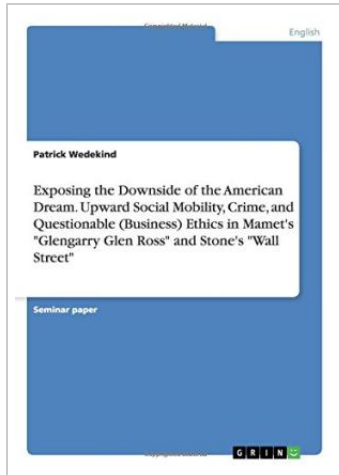 English
Patrick Wedekind
Exposing the Downside of the American
Dream. Upward Social Mobility, Crime, and
Questionable (Business) Ethics in Mamet's
"Glengarry Glen Ross" and Stone's "Wall
Street"
Seminar paper
G R I N